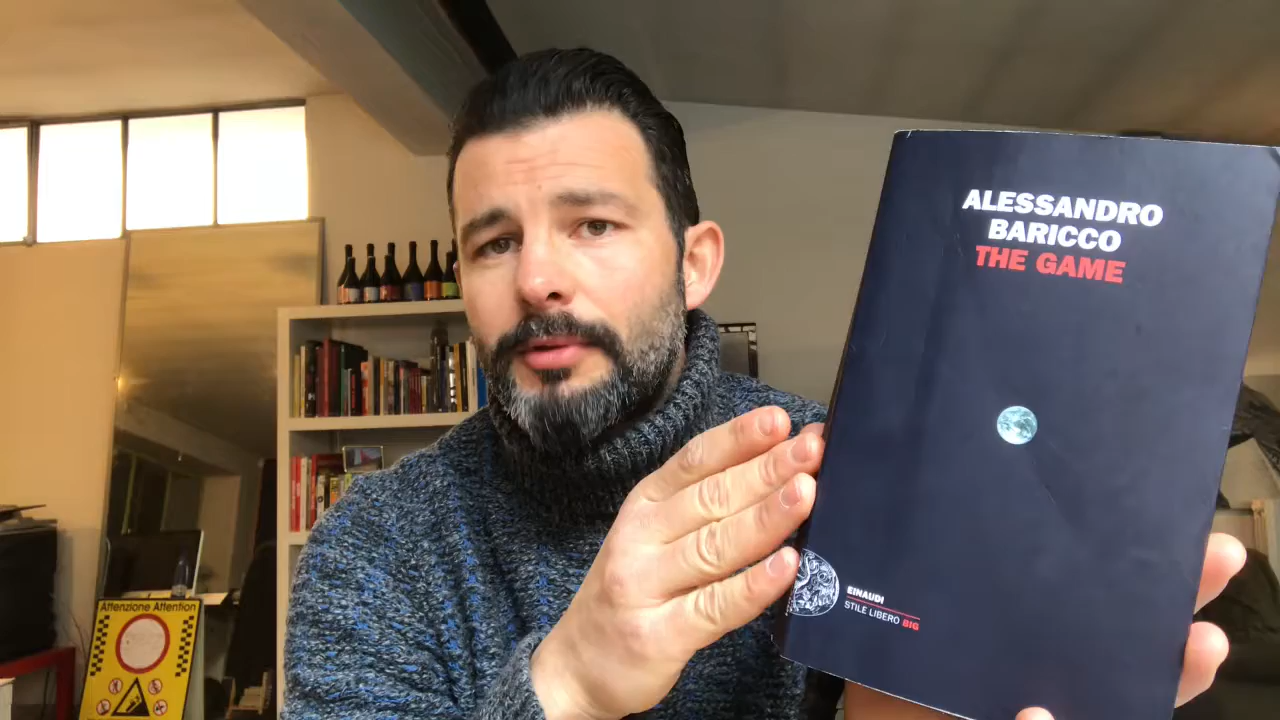 ALESSANDRO
BARICCO
THE GAME
EINAUDI
STILE LIBERO BIG
Attenzione Attention